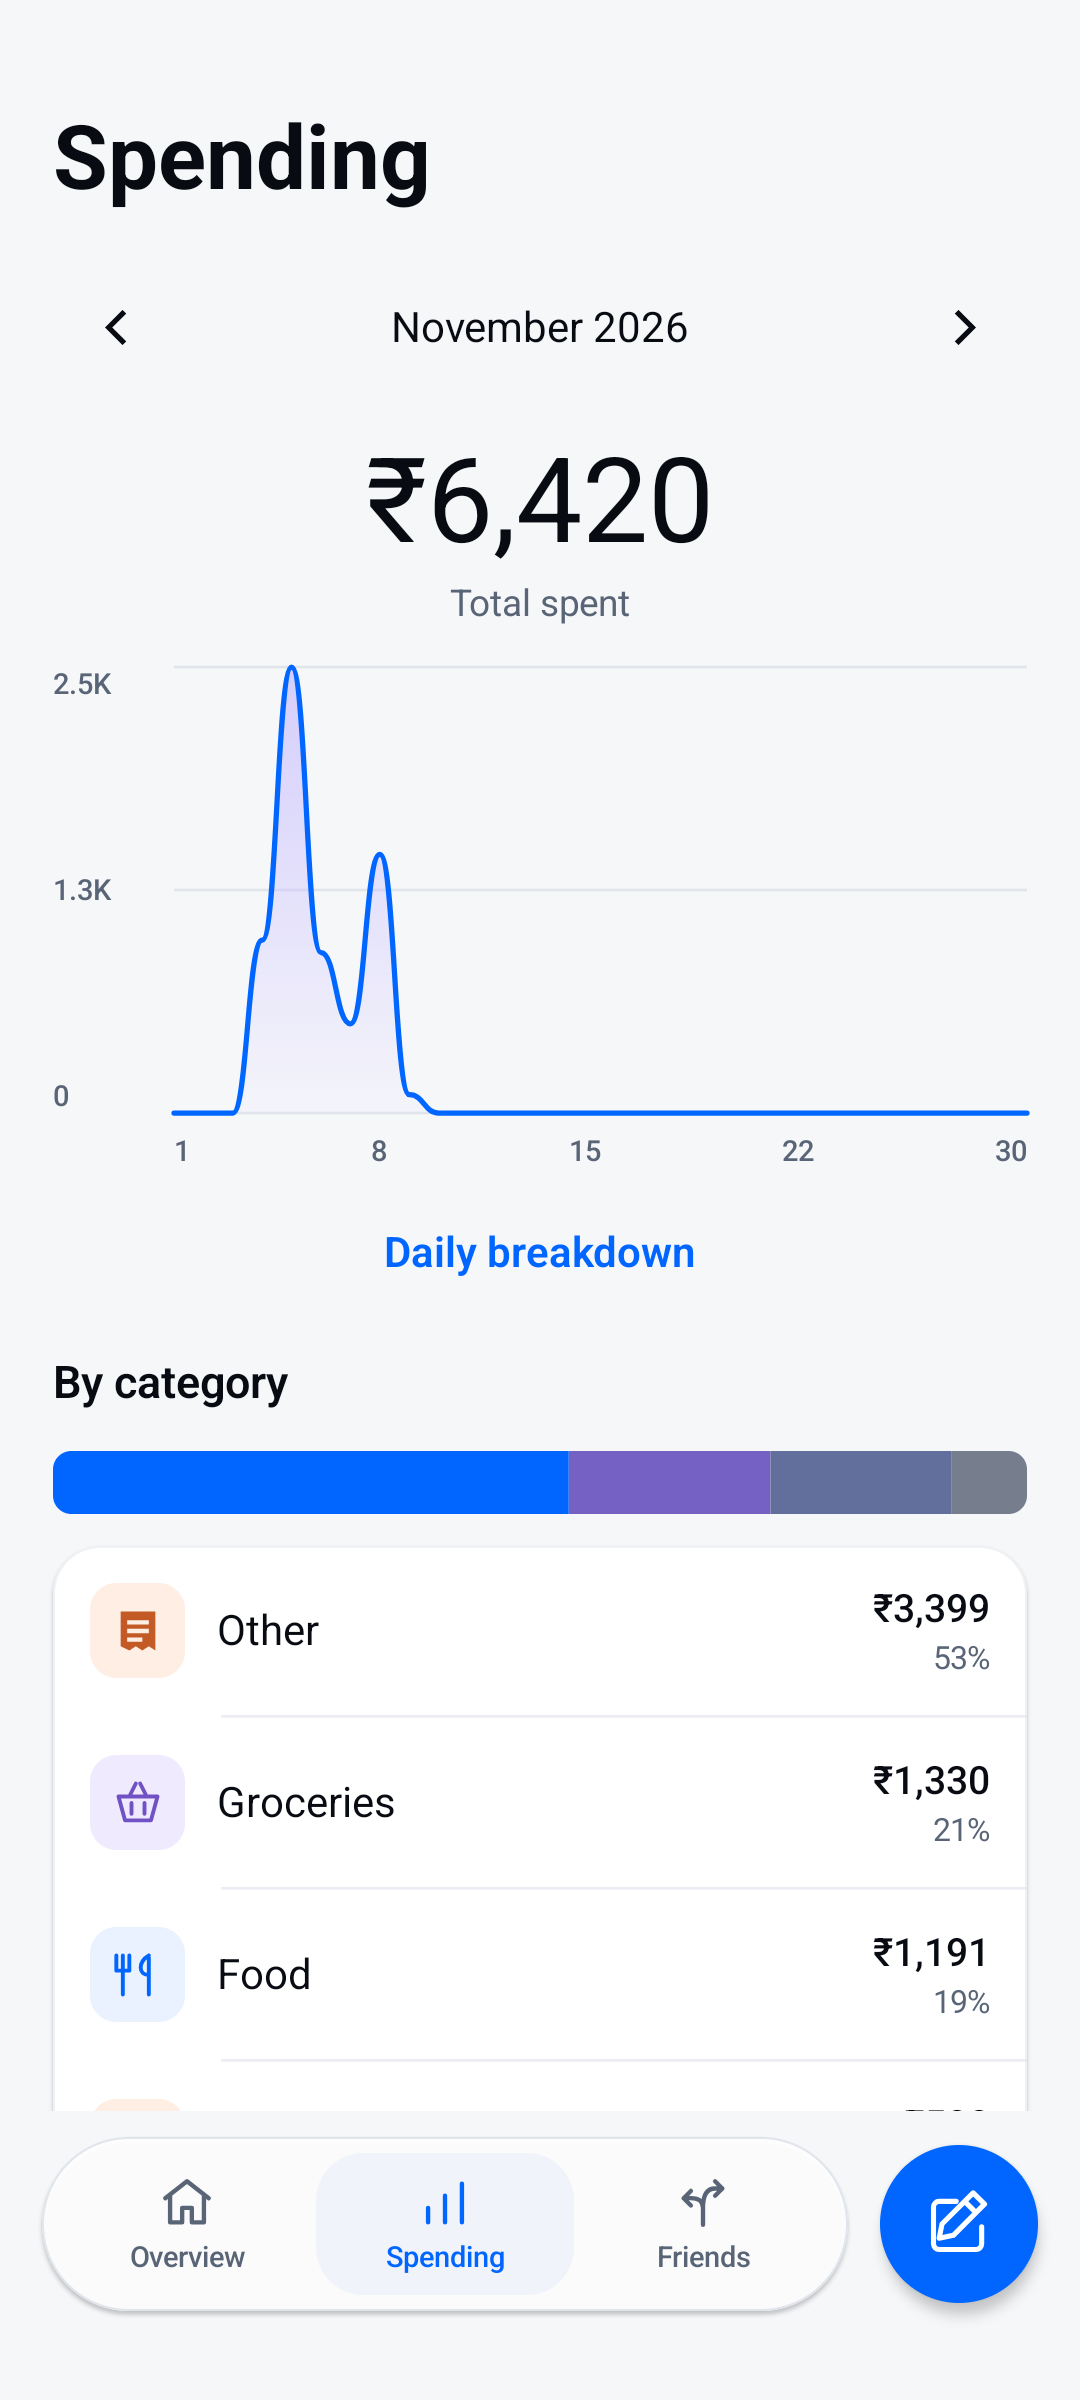 Spending
November 2026
₹6,420
Total spent
2.5K
1.3K
0
1 8 15 22 30
Daily breakdown
By category
Other
₹3,399
53%
Groceries
₹1,330
21%
Food
₹1,191
19%
Overview
Spending
Friends